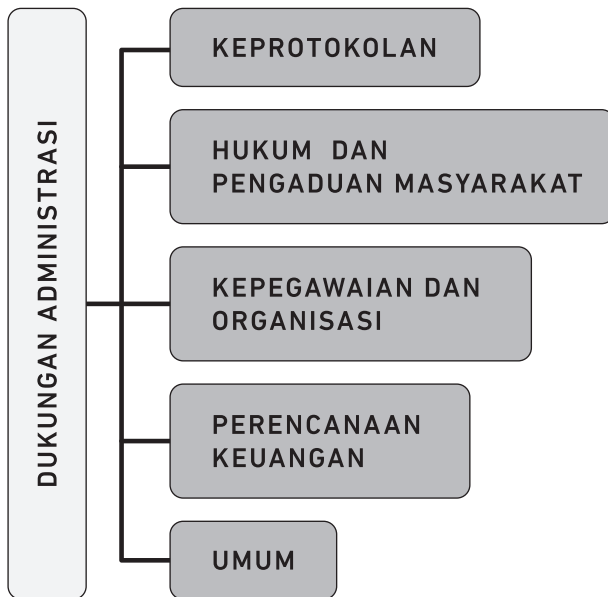 DUKUNGAN ADMINISTRASI
KEPROTOKOLAN
HUKUM DAN
PENGADUAN MASYARAKAT
KEPEGAWAIAN DAN
ORGANISASI
PERENCANAAN
KEUANGAN
UMUM